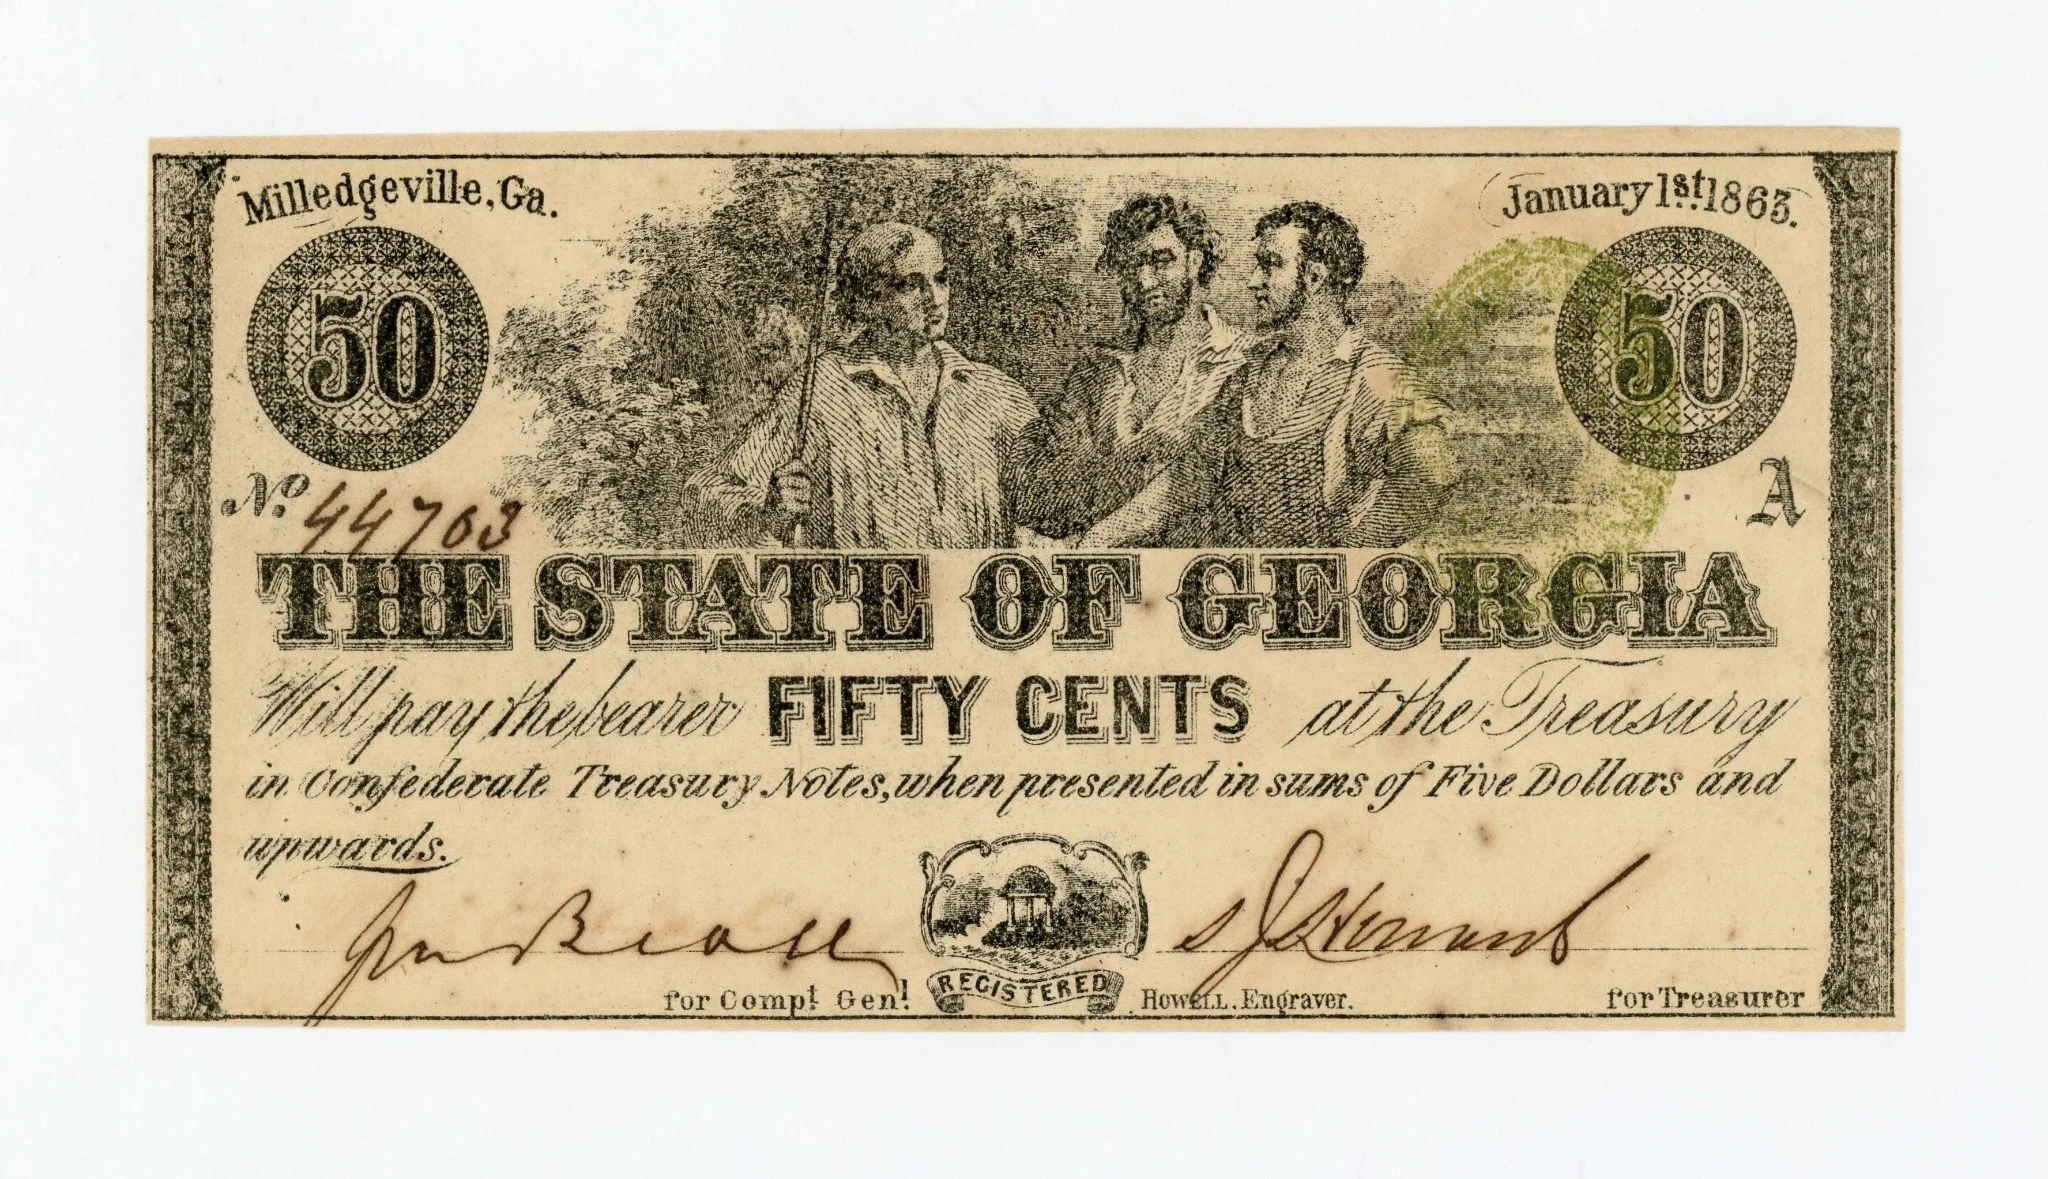 Milledgeville, Ga.
January 1st. 1863.
50
50
No. 44703
A
THE STATE OF GEORGIA
Will pay the bearer FIFTY CENTS at the Treasury
in Confederate Treasury Notes, when presented in sums of Five Dollars and
upwards.
for Compt. Genl.
REGISTERED
Howell, Engraver.
for Treasurer